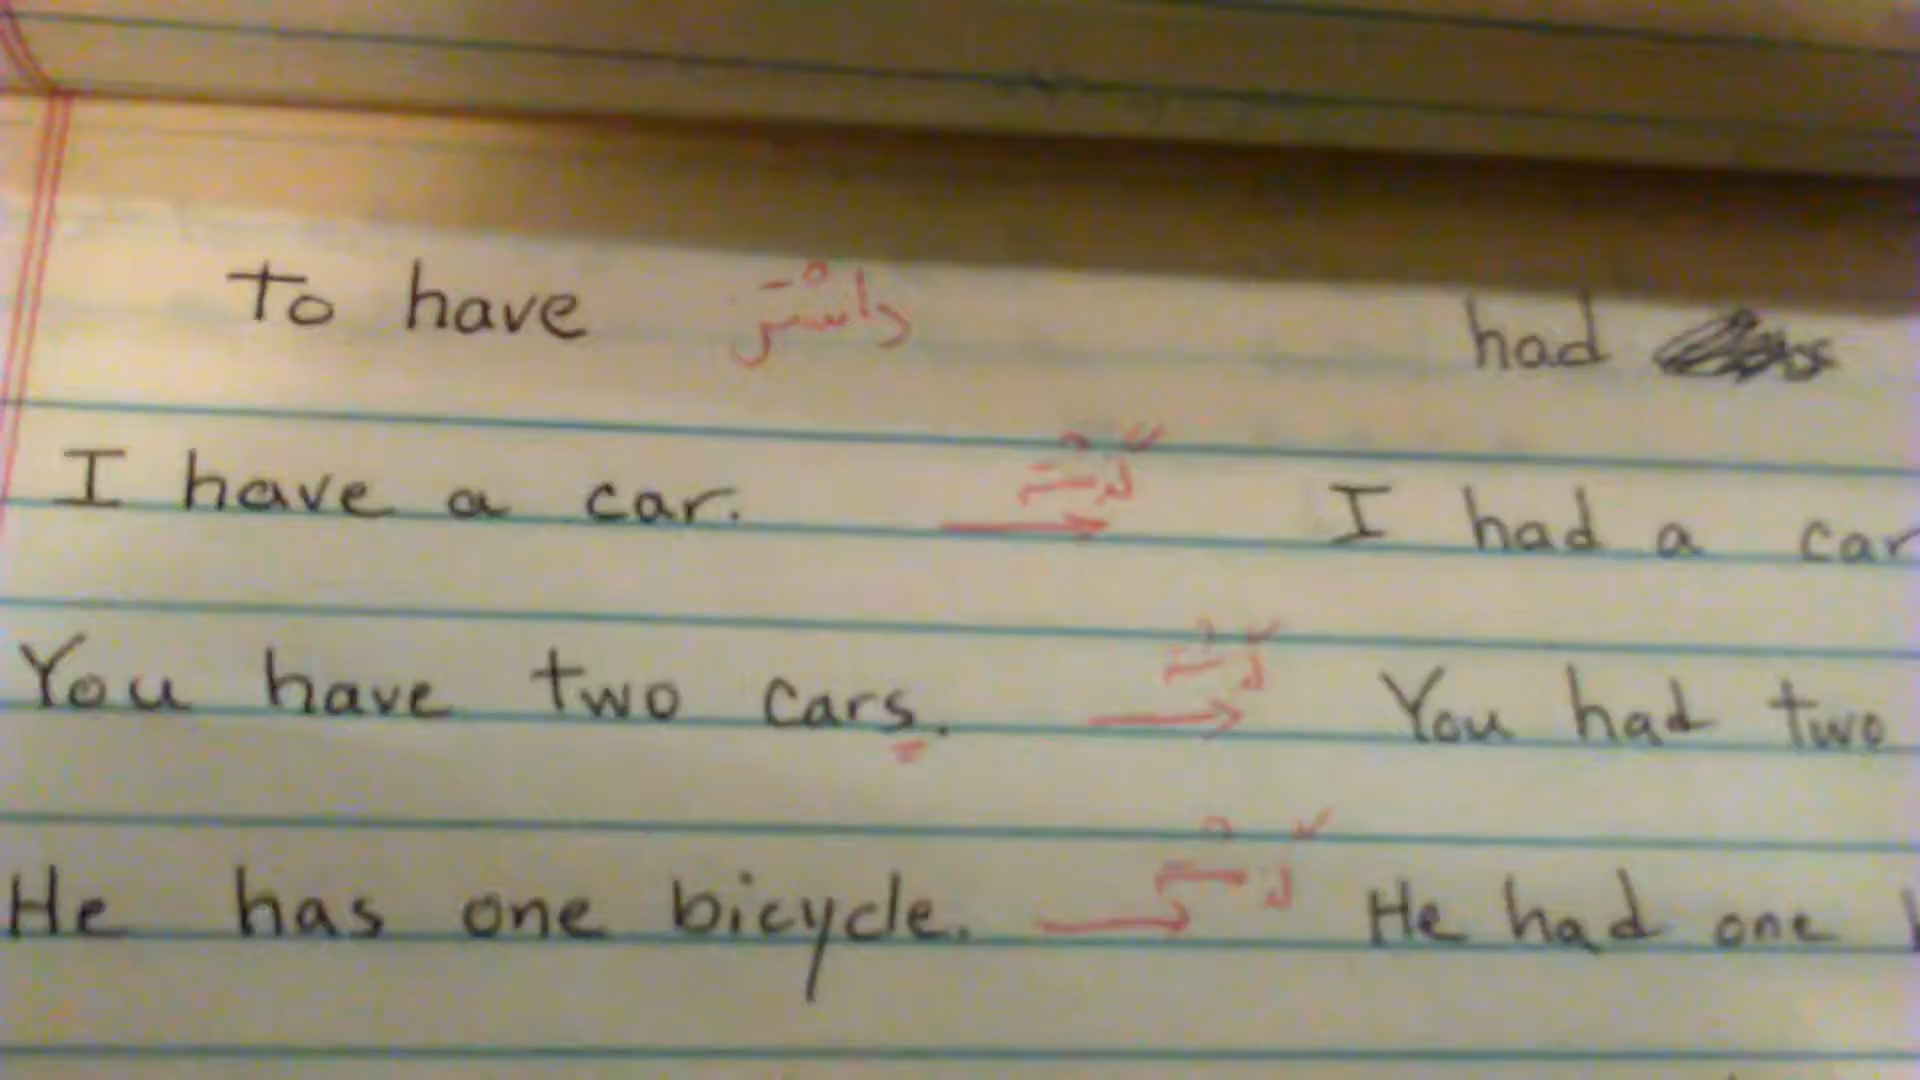 To have داشتن had
I have a car. → I had a car
You have two cars. → You had two
He has one bicycle. → He had one